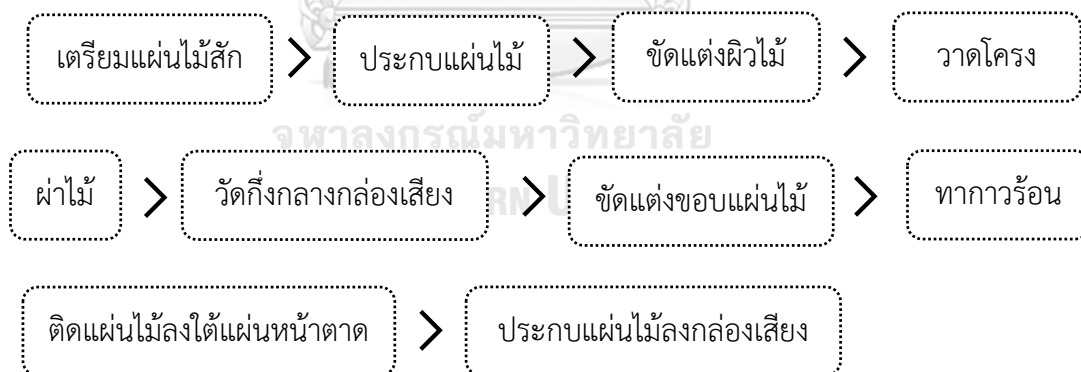 เตรียมแผ่นไม้สัก > ประกบแผ่นไม้ > ขัดแต่งผิวไม้ > วาดโครง
จุฬาลงกรณ์มหาวิทยาลัย
ผ่าไม้ > วัดกึ่งกลางกล่องเสียง > ขัดแต่งขอบแผ่นไม้ > ทากาวร้อน
ติดแผ่นไม้ลงใต้แผ่นหน้าตาด > ประกบแผ่นไม้ลงกล่องเสียง